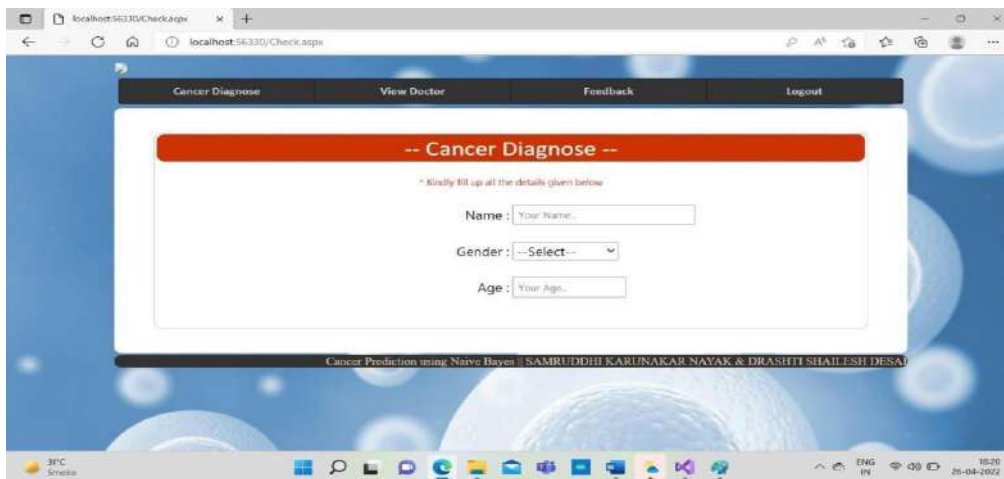 localhost:56330/Check.aspx
localhost:56330/Check.aspx
Cancer Diagnose View Doctor Feedback Logout
-- Cancer Diagnose --
* Kindly fill up all the details given below
Name : Your Name..
Gender : --Select--
Age : Your Age..
Cancer Prediction using Naive Bayes || SAMRUDDHI KARUNAKAR NAYAK & DRASHTI SHAILESH DESAI
31°C
Smoke
ENG
IN
18:20
26-04-2022